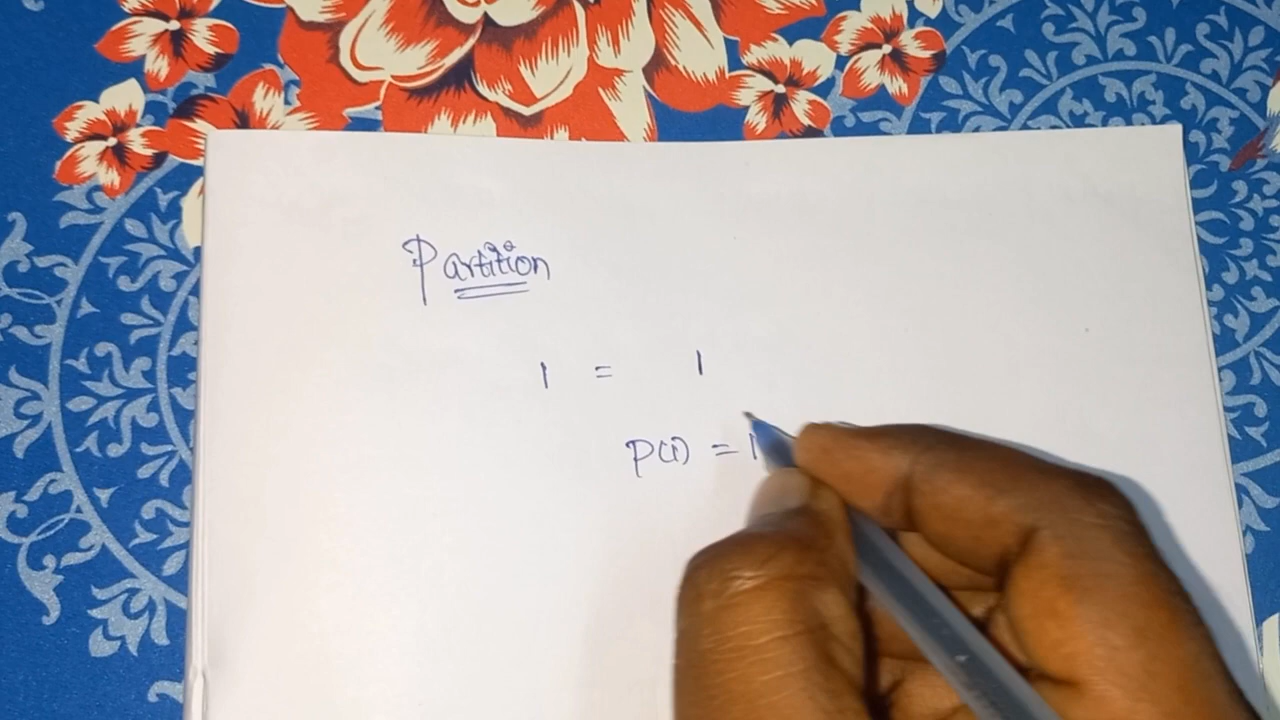 Partition
1 = 1
P(1) = 1